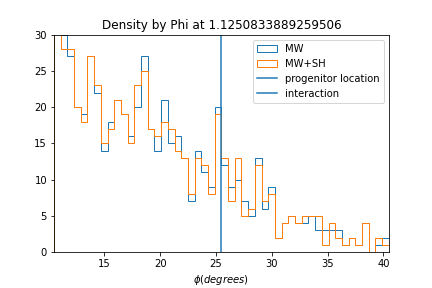 Density by Phi at 1.1250833889259506
MW
MW+SH
progenitor location
interaction
30
25
20
15
10
5
0
15 20 25 30 35 40
ϕ(degrees)